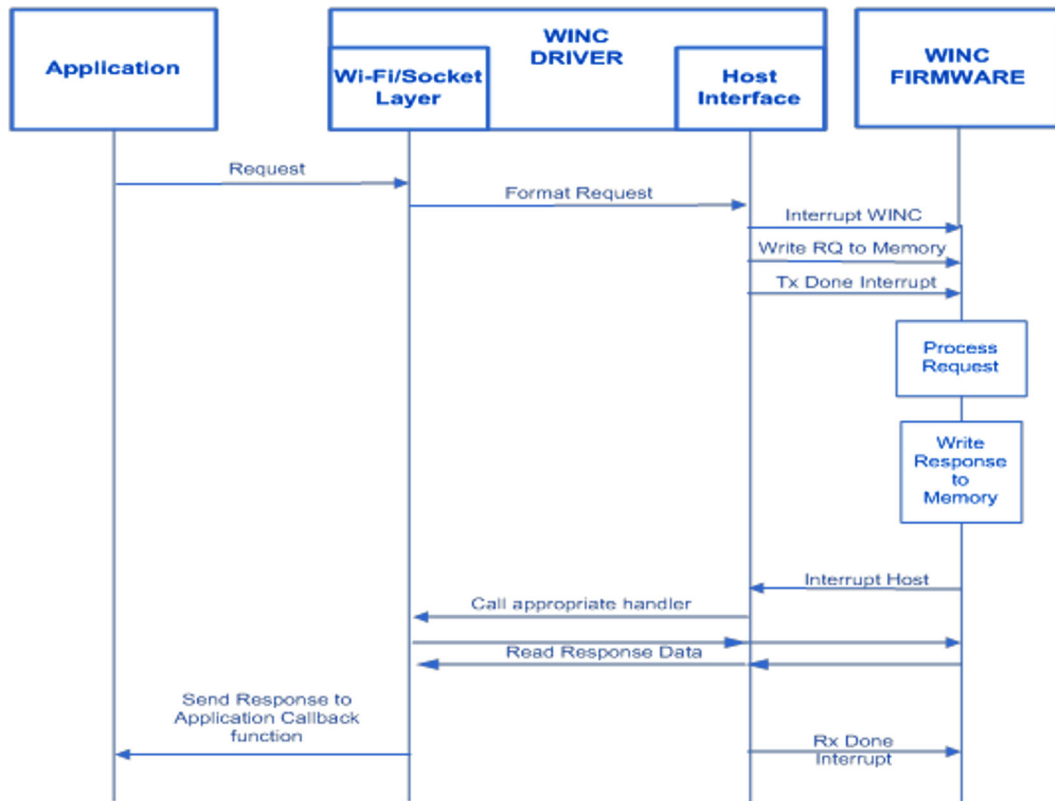 Application
WINC
DRIVER
Wi-Fi/Socket
Layer
Host
Interface
WINC
FIRMWARE
Request
Format Request
Interrupt WINC
Write RQ to Memory
Tx Done Interrupt
Process
Request
Write
Response
to
Memory
Interrupt Host
Call appropriate handler
Read Response Data
Send Response to
Application Callback
function
Rx Done
Interrupt